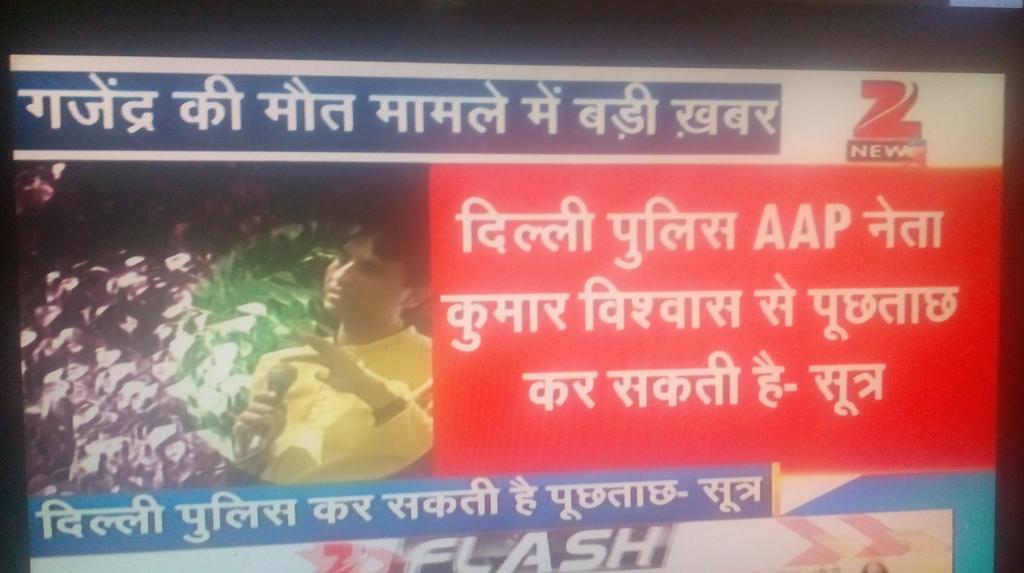 गजेंद्र की मौत मामले में बड़ी ख़बर
Z
NEWS
दिल्ली पुलिस AAP नेता
कुमार विश्वास से पूछताछ
कर सकती है- सूत्र
दिल्ली पुलिस कर सकती है पूछताछ- सूत्र
FLASH